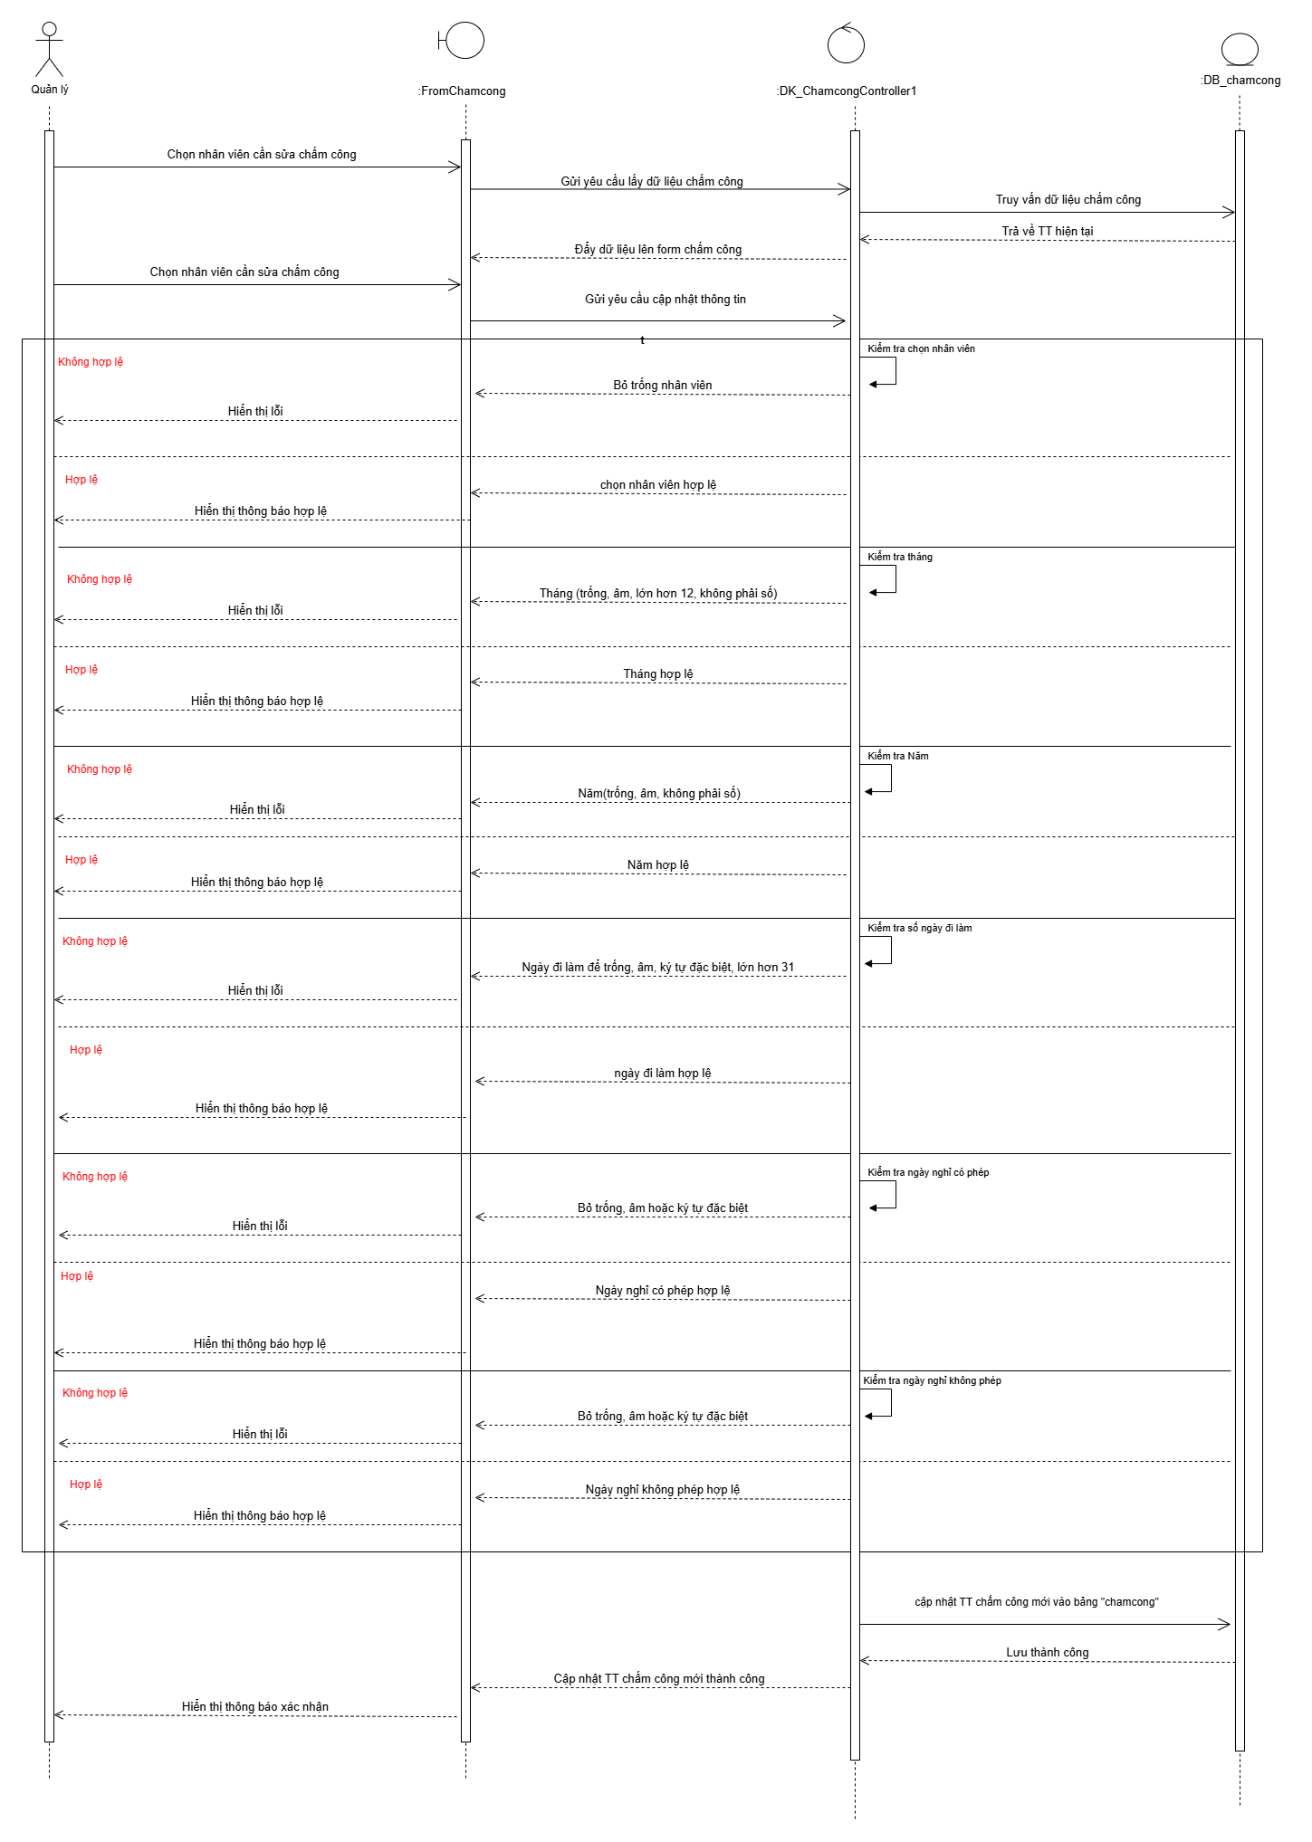 Quản lý
:FromChamcong
:DK_ChamcongController1
:DB_chamcong
Chọn nhân viên cần sửa chấm công
Gửi yêu cầu lấy dữ liệu chấm công
Truy vấn dữ liệu chấm công
Trả về TT hiện tại
Đẩy dữ liệu lên form chấm công
Chọn nhân viên cần sửa chấm công
Gửi yêu cầu cập nhật thông tin
t
Kiểm tra chọn nhân viên
Không hợp lệ
Bỏ trống nhân viên
Hiển thị lỗi
Hợp lệ
chọn nhân viên hợp lệ
Hiển thị thông báo hợp lệ
Kiểm tra tháng
Không hợp lệ
Tháng (trống, âm, lớn hơn 12, không phải số)
Hiển thị lỗi
Hợp lệ
Tháng hợp lệ
Hiển thị thông báo hợp lệ
Kiểm tra Năm
Không hợp lệ
Năm(trống, âm, không phải số)
Hiển thị lỗi
Hợp lệ
Năm hợp lệ
Hiển thị thông báo hợp lệ
Kiểm tra số ngày đi làm
Không hợp lệ
Ngày đi làm để trống, âm, ký tự đặc biệt, lớn hơn 31
Hiển thị lỗi
Hợp lệ
ngày đi làm hợp lệ
Hiển thị thông báo hợp lệ
Kiểm tra ngày nghỉ có phép
Không hợp lệ
Bỏ trống, âm hoặc ký tự đặc biệt
Hiển thị lỗi
Hợp lệ
Ngày nghỉ có phép hợp lệ
Hiển thị thông báo hợp lệ
Kiểm tra ngày nghỉ không phép
Không hợp lệ
Bỏ trống, âm hoặc ký tự đặc biệt
Hiển thị lỗi
Hợp lệ
Ngày nghỉ không phép hợp lệ
Hiển thị thông báo hợp lệ
cập nhật TT chấm công mới vào bảng "chamcong"
Lưu thành công
Cập nhật TT chấm công mới thành công
Hiển thị thông báo xác nhận